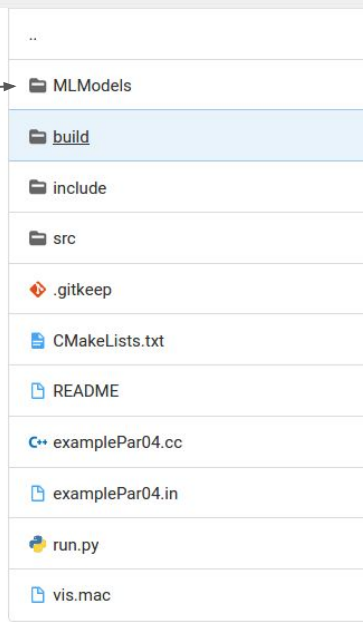 ..
MLModels
build
include
src
.gitkeep
CMakeLists.txt
README
C++ examplePar04.cc
examplePar04.in
run.py
vis.mac